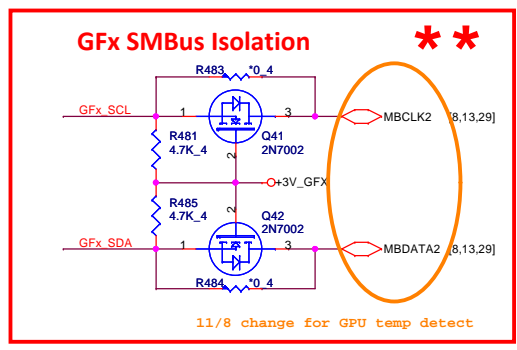 GFx SMBus Isolation
**
R483 *0_4
GFx_SCL 1 3 MBCLK2 [8,13,29]
R481
4.7K_4
Q41
2N7002
2
+3V_GFX
R485
4.7K_4
2
Q42
2N7002
GFx_SDA 1 3 MBDATA2 [8,13,29]
R484 *0_4
11/8 change for GPU temp detect